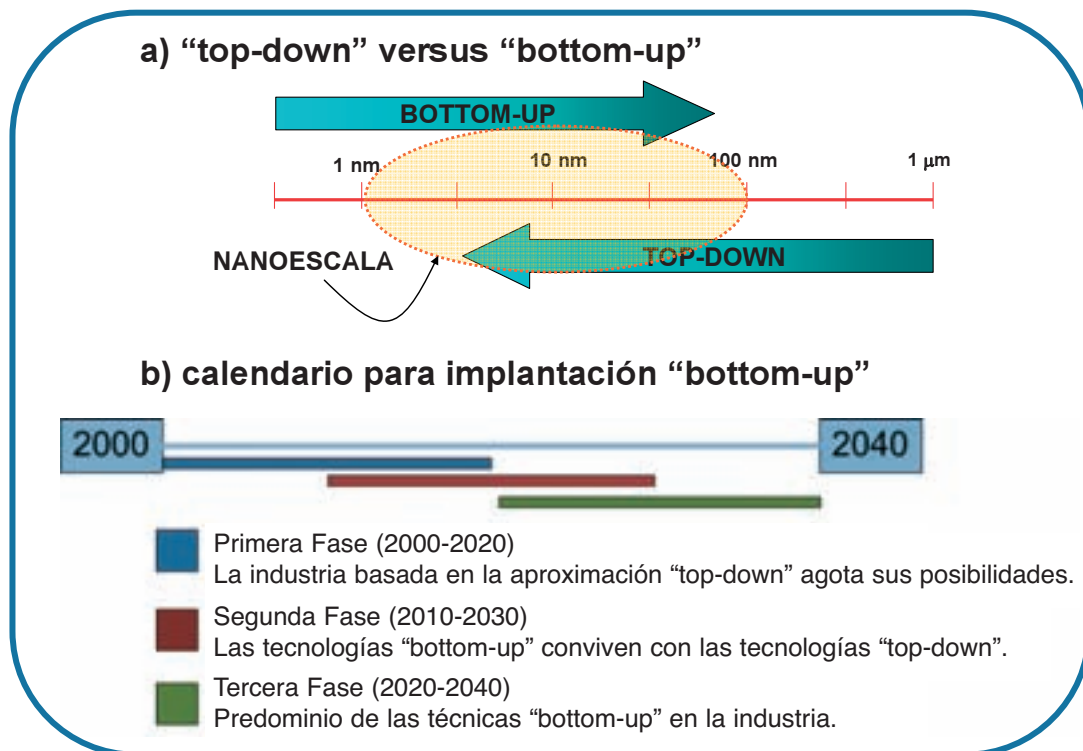 a) “top-down” versus “bottom-up”
BOTTOM-UP
1 nm 10 nm 100 nm 1 μm
NANOESCALA
TOP-DOWN
b) calendario para implantación “bottom-up”
2000 2040
Primera Fase (2000-2020)
La industria basada en la aproximación “top-down” agota sus posibilidades.
Segunda Fase (2010-2030)
Las tecnologías “bottom-up” conviven con las tecnologías “top-down”.
Tercera Fase (2020-2040)
Predominio de las técnicas “bottom-up” en la industria.